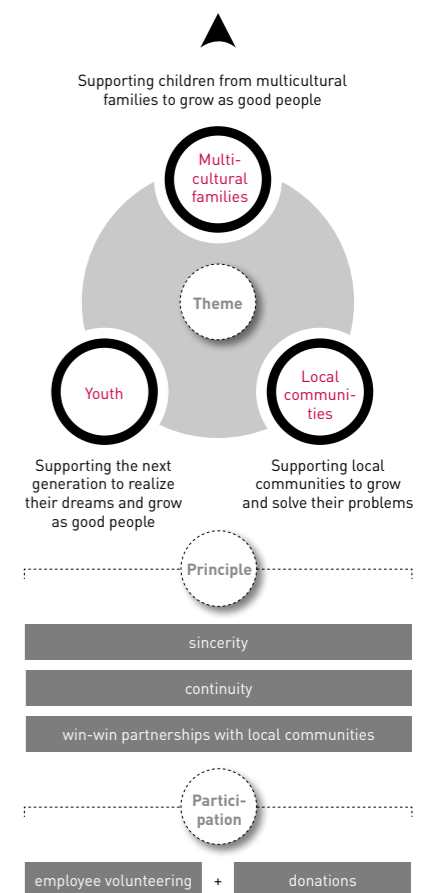 Supporting children from multicultural
families to grow as good people
Multi-
cultural
families
Theme
Youth
Local
communi-
ties
Supporting the next
generation to realize
their dreams and grow
as good people
Supporting local
communities to grow
and solve their problems
Principle
sincerity
continuity
win-win partnerships with local communities
Partici-
pation
employee volunteering + donations